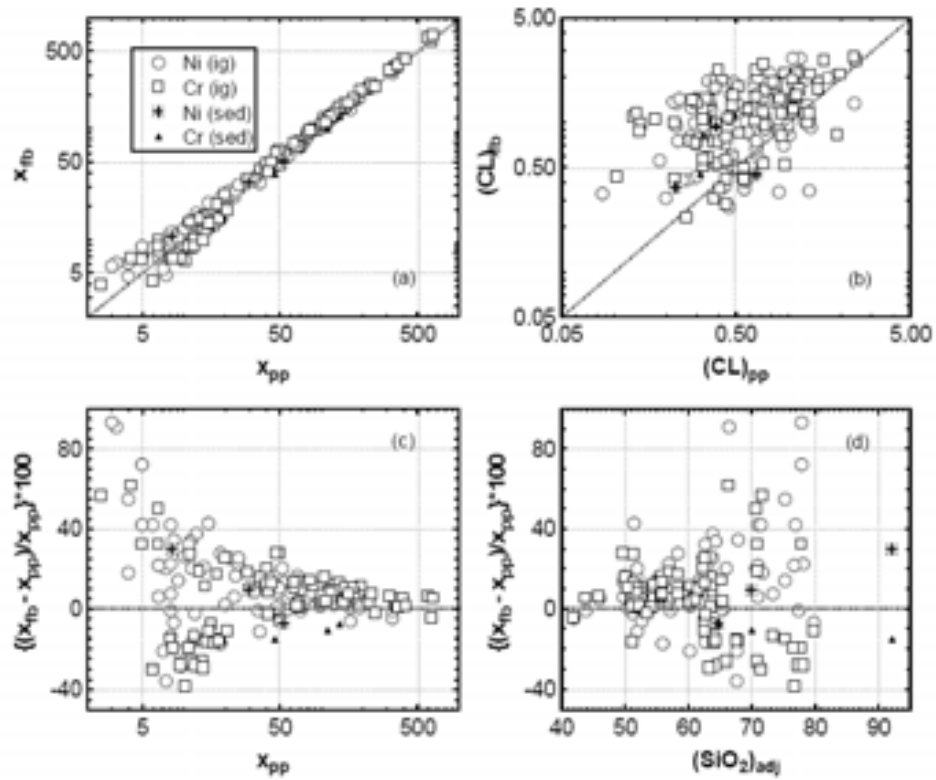 500
50
5
x_fb
Ni (ig)
Cr (ig)
Ni (sed)
Cr (sed)
(a)
5 50 500
x_pp
5.00
0.50
0.05
(CL)_fb
(b)
0.05 0.50 5.00
(CL)_pp
80
40
0
-40
{(x_fb - x_pp)/x_pp}*100
(c)
5 50 500
x_pp
80
40
0
-40
{(x_fb - x_pp)/x_pp}*100
(d)
40 50 60 70 80 90
(SiO2)_adj